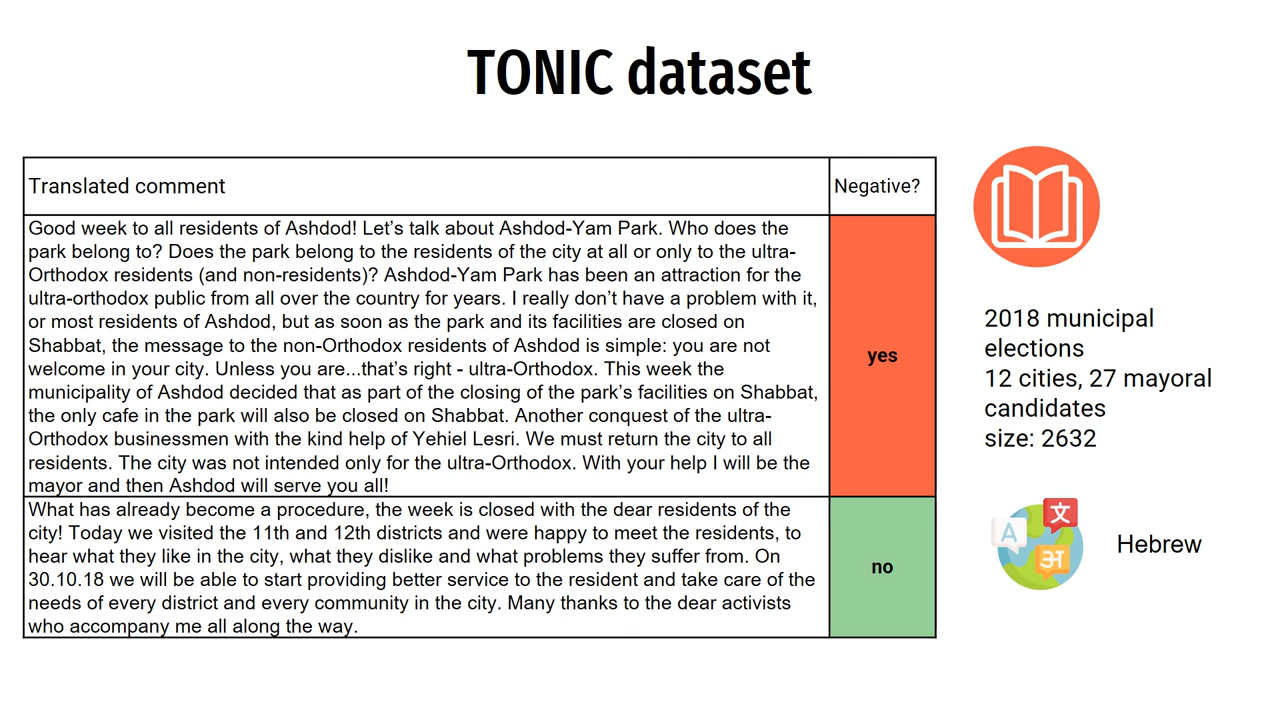 TONIC dataset
Translated comment
Negative?
Good week to all residents of Ashdod! Let’s talk about Ashdod-Yam Park. Who does the
park belong to? Does the park belong to the residents of the city at all or only to the ultra-
Orthodox residents (and non-residents)? Ashdod-Yam Park has been an attraction for the
ultra-orthodox public from all over the country for years. I really don’t have a problem with it,
or most residents of Ashdod, but as soon as the park and its facilities are closed on
Shabbat, the message to the non-Orthodox residents of Ashdod is simple: you are not
welcome in your city. Unless you are...that’s right - ultra-Orthodox. This week the
municipality of Ashdod decided that as part of the closing of the park’s facilities on Shabbat,
the only cafe in the park will also be closed on Shabbat. Another conquest of the ultra-
Orthodox businessmen with the kind help of Yehiel Lesri. We must return the city to all
residents. The city was not intended only for the ultra-Orthodox. With your help I will be the
mayor and then Ashdod will serve you all!
yes
What has already become a procedure, the week is closed with the dear residents of the
city! Today we visited the 11th and 12th districts and were happy to meet the residents, to
hear what they like in the city, what they dislike and what problems they suffer from. On
30.10.18 we will be able to start providing better service to the resident and take care of the
needs of every district and every community in the city. Many thanks to the dear activists
who accompany me all along the way.
no
2018 municipal
elections
12 cities, 27 mayoral
candidates
size: 2632
文
A
अ
Hebrew